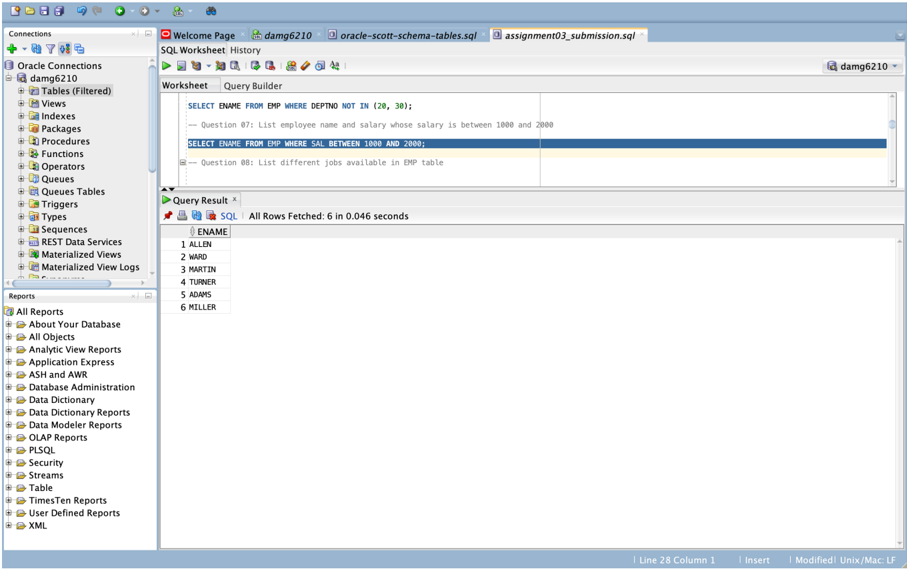 Connections
Oracle Connections
damg6210
Tables (Filtered)
Views
Indexes
Packages
Procedures
Functions
Operators
Queues
Queues Tables
Triggers
Types
Sequences
REST Data Services
Materialized Views
Materialized View Logs
Reports
All Reports
About Your Database
All Objects
Analytic View Reports
Application Express
ASH and AWR
Database Administration
Data Dictionary
Data Dictionary Reports
Data Modeler Reports
OLAP Reports
PLSQL
Security
Streams
Table
TimesTen Reports
User Defined Reports
XML
Welcome Page damg6210 oracle-scott-schema-tables.sql assignment03_submission.sql
SQL Worksheet History
damg6210
Worksheet Query Builder
SELECT ENAME FROM EMP WHERE DEPTNO NOT IN (20, 30);
-- Question 07: List employee name and salary whose salary is between 1000 and 2000
SELECT ENAME FROM EMP WHERE SAL BETWEEN 1000 AND 2000;
-- Question 08: List different jobs available in EMP table
Query Result x
SQL | All Rows Fetched: 6 in 0.046 seconds
ENAME
1 ALLEN
2 WARD
3 MARTIN
4 TURNER
5 ADAMS
6 MILLER
Line 28 Column 1 | Insert | Modified | Unix/Mac: LF